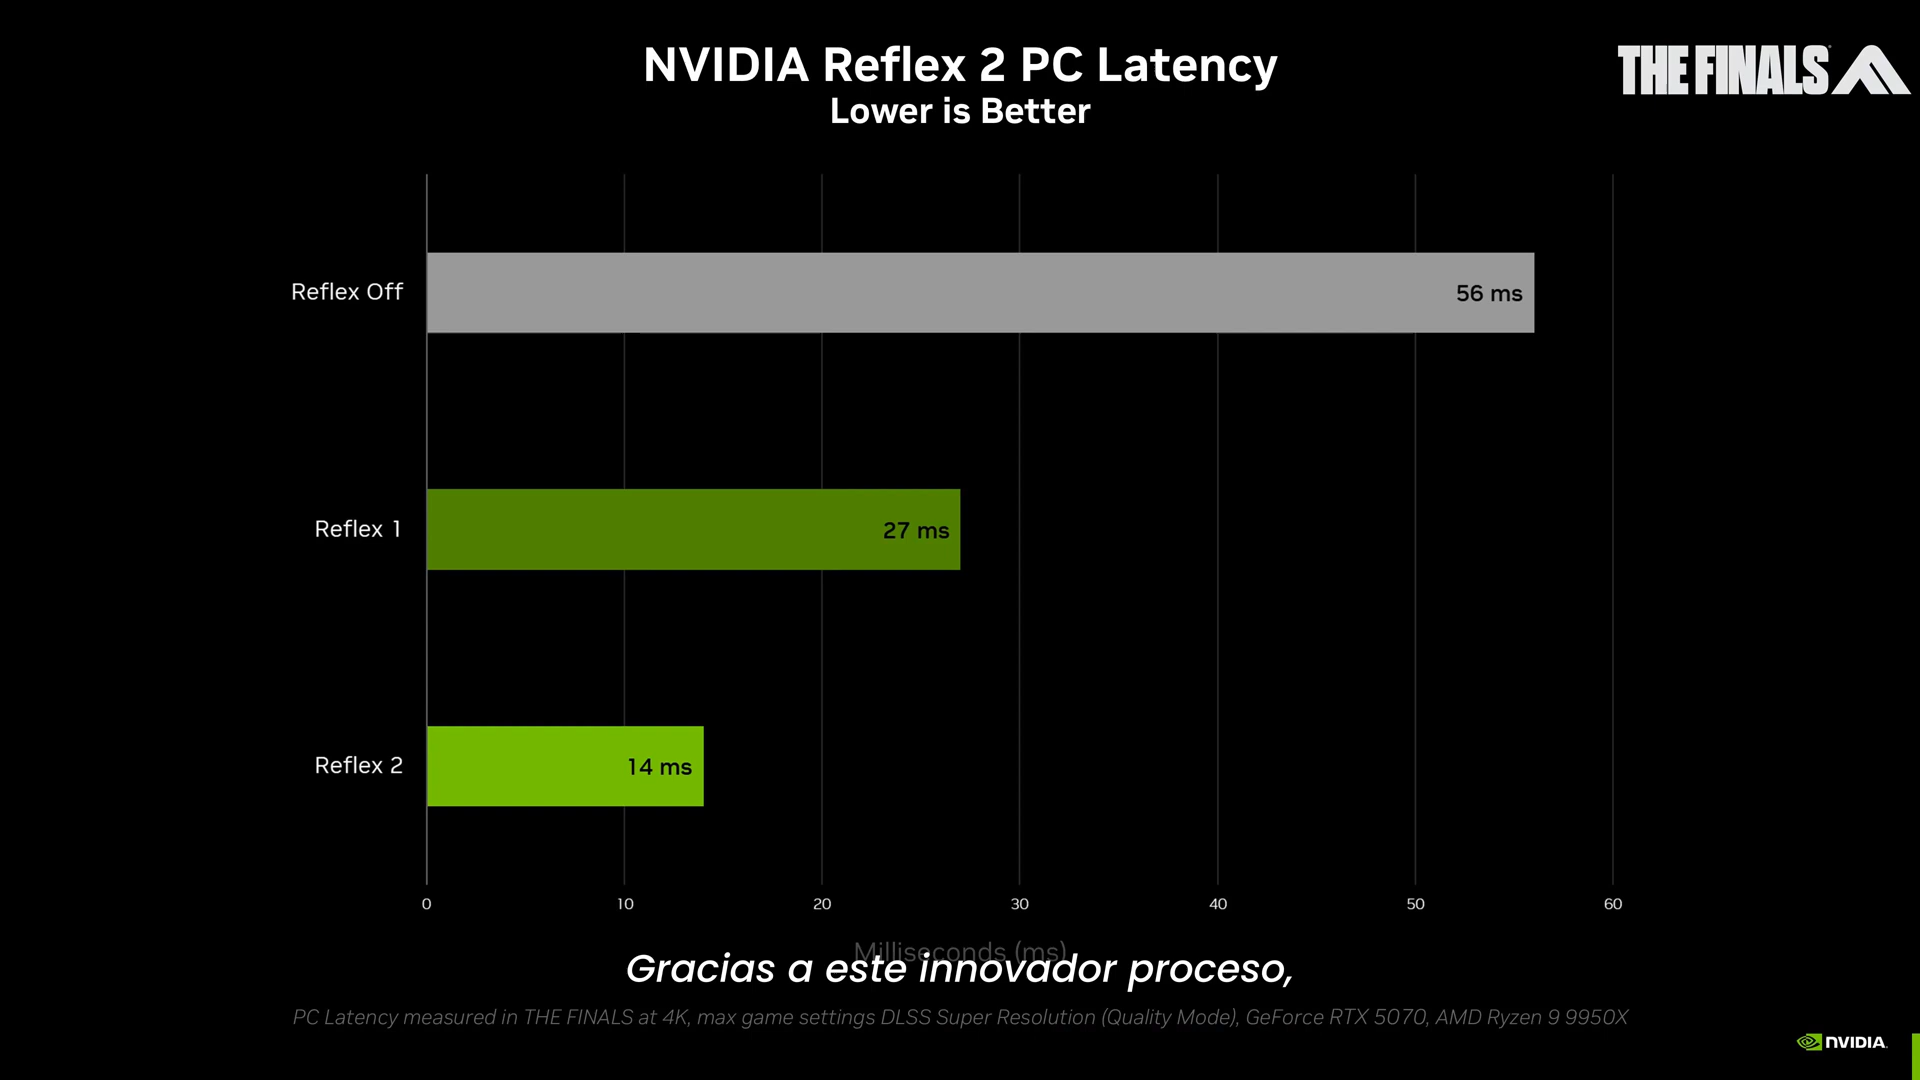 NVIDIA Reflex 2 PC Latency
Lower is Better
THE FINALS
Reflex Off
56 ms
Reflex 1
27 ms
Reflex 2
14 ms
0 10 20 30 40 50 60
Milliseconds (ms)
Gracias a este innovador proceso,
PC Latency measured in THE FINALS at 4K, max game settings DLSS Super Resolution (Quality Mode), GeForce RTX 5070, AMD Ryzen 9 9950X
NVIDIA.